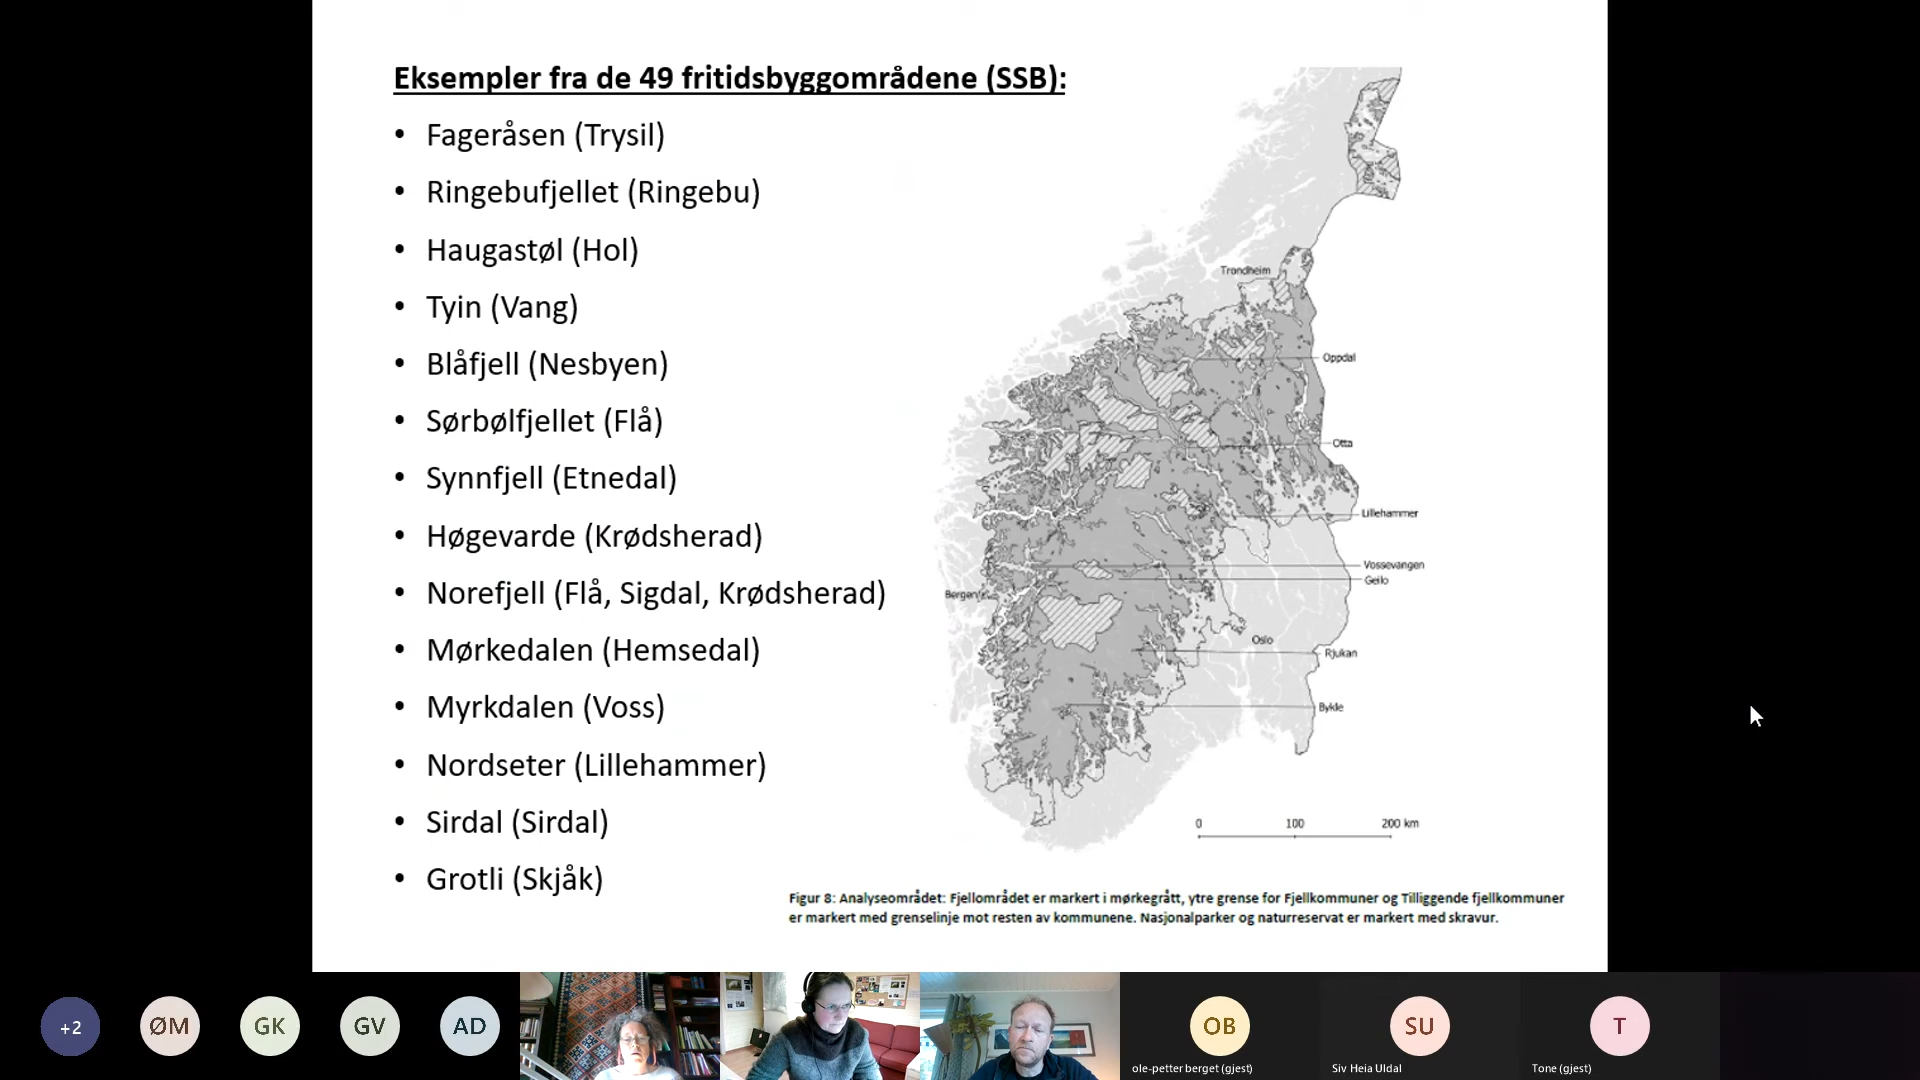 Eksempler fra de 49 fritidsbyggområdene (SSB):
• Fageråsen (Trysil)
• Ringebufjellet (Ringebu)
• Haugastøl (Hol)
• Tyin (Vang)
• Blåfjell (Nesbyen)
• Sørbølfjellet (Flå)
• Synnfjell (Etnedal)
• Høgevarde (Krødsherad)
• Norefjell (Flå, Sigdal, Krødsherad)
• Mørkedalen (Hemsedal)
• Myrkdalen (Voss)
• Nordseter (Lillehammer)
• Sirdal (Sirdal)
• Grotli (Skjåk)
Trondheim
Oppdal
Otta
Lillehammer
Vossevangen
Geilo
Bergen
Oslo
Rjukan
Bykle
0 100 200 km
Figur 8: Analyseområdet: Fjellområdet er markert i mørkegrått, ytre grense for Fjellkommuner og Tilliggende fjellkommuner
er markert med grenselinje mot resten av kommunene. Nasjonalparker og naturreservat er markert med skravur.
+2
ØM
GK
GV
AD
OB
SU
T
ole-petter berget (gjest)
Siv Heia Uldal
Tone (gjest)